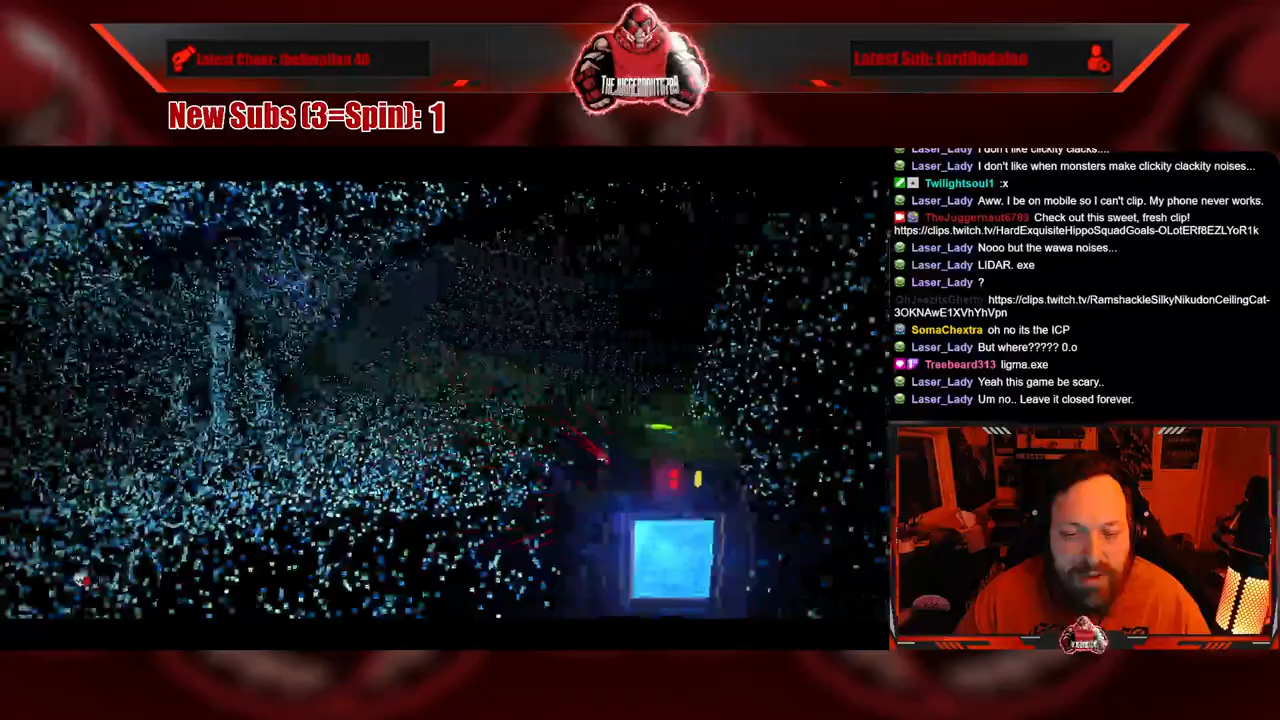 Latest Cheer: 46
THEJUGGERNAUT6789
Latest Sub: LordDodalon
New Subs (3=Spin): 1
Laser_Lady I don't like clickity clacks....
Laser_Lady I don't like when monsters make clickity clackity noises...
Twilightsoul1 :x
Laser_Lady Aww. I be on mobile so I can't clip. My phone never works.
TheJuggernaut6789 Check out this sweet, fresh clip!
https://clips.twitch.tv/HardExquisiteHippoSquadGoals-OLotERf8EZLYoR1k
Laser_Lady Nooo but the wawa noises...
Laser_Lady LIDAR. exe
Laser_Lady ?
OhJeezitsGhetto https://clips.twitch.tv/RamshackleSilkyNikudonCeilingCat-
3OKNAwE1XVhYhVpn
SomaChextra oh no its the ICP
Laser_Lady But where????? 0.o
Treebeard313 ligma.exe
Laser_Lady Yeah this game be scary..
Laser_Lady Um no.. Leave it closed forever.